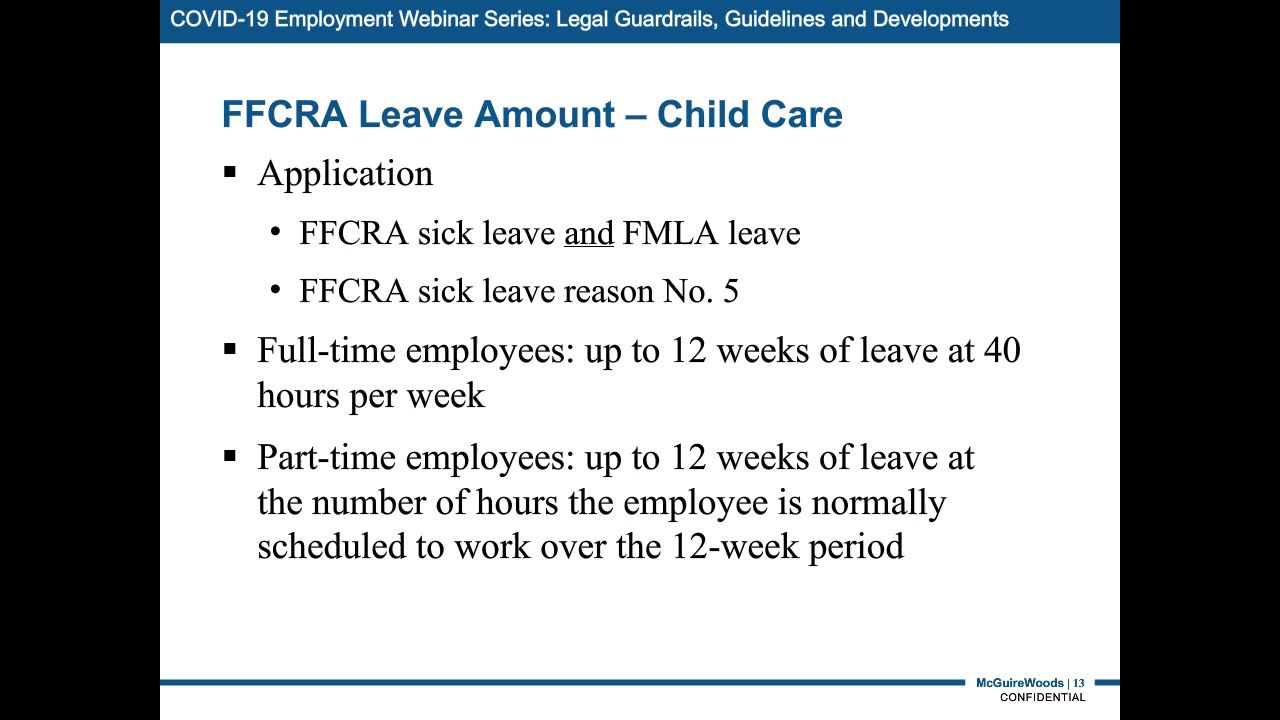 COVID-19 Employment Webinar Series: Legal Guardrails, Guidelines and Developments
FFCRA Leave Amount – Child Care
▪ Application
• FFCRA sick leave and FMLA leave
• FFCRA sick leave reason No. 5
▪ Full-time employees: up to 12 weeks of leave at 40
hours per week
▪ Part-time employees: up to 12 weeks of leave at
the number of hours the employee is normally
scheduled to work over the 12-week period
McGuireWoods | 13
CONFIDENTIAL